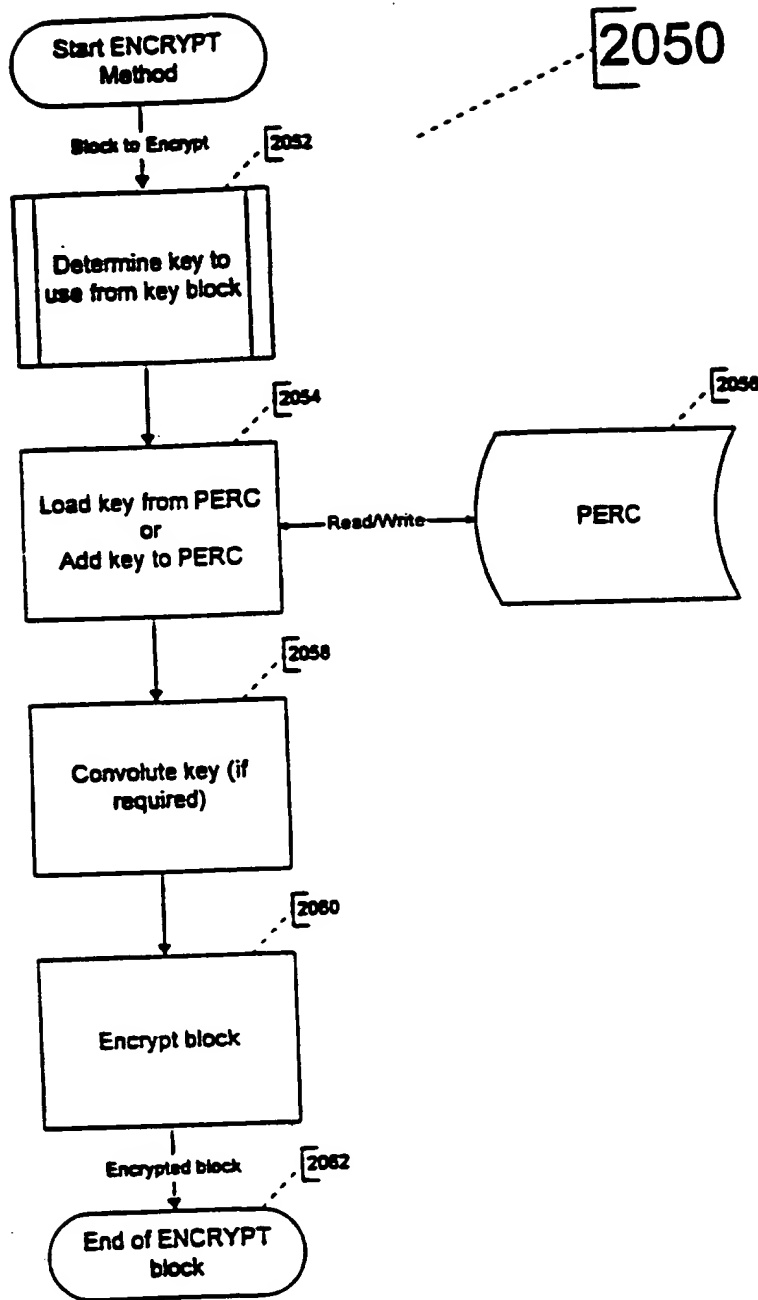 2050
Start ENCRYPT
Method
Block to Encrypt
2052
Determine key to
use from key block
2054
2056
Load key from PERC
or
Add key to PERC
Read/Write
PERC
2058
Convolute key (if
required)
2060
Encrypt block
Encrypted block
2062
End of ENCRYPT
block